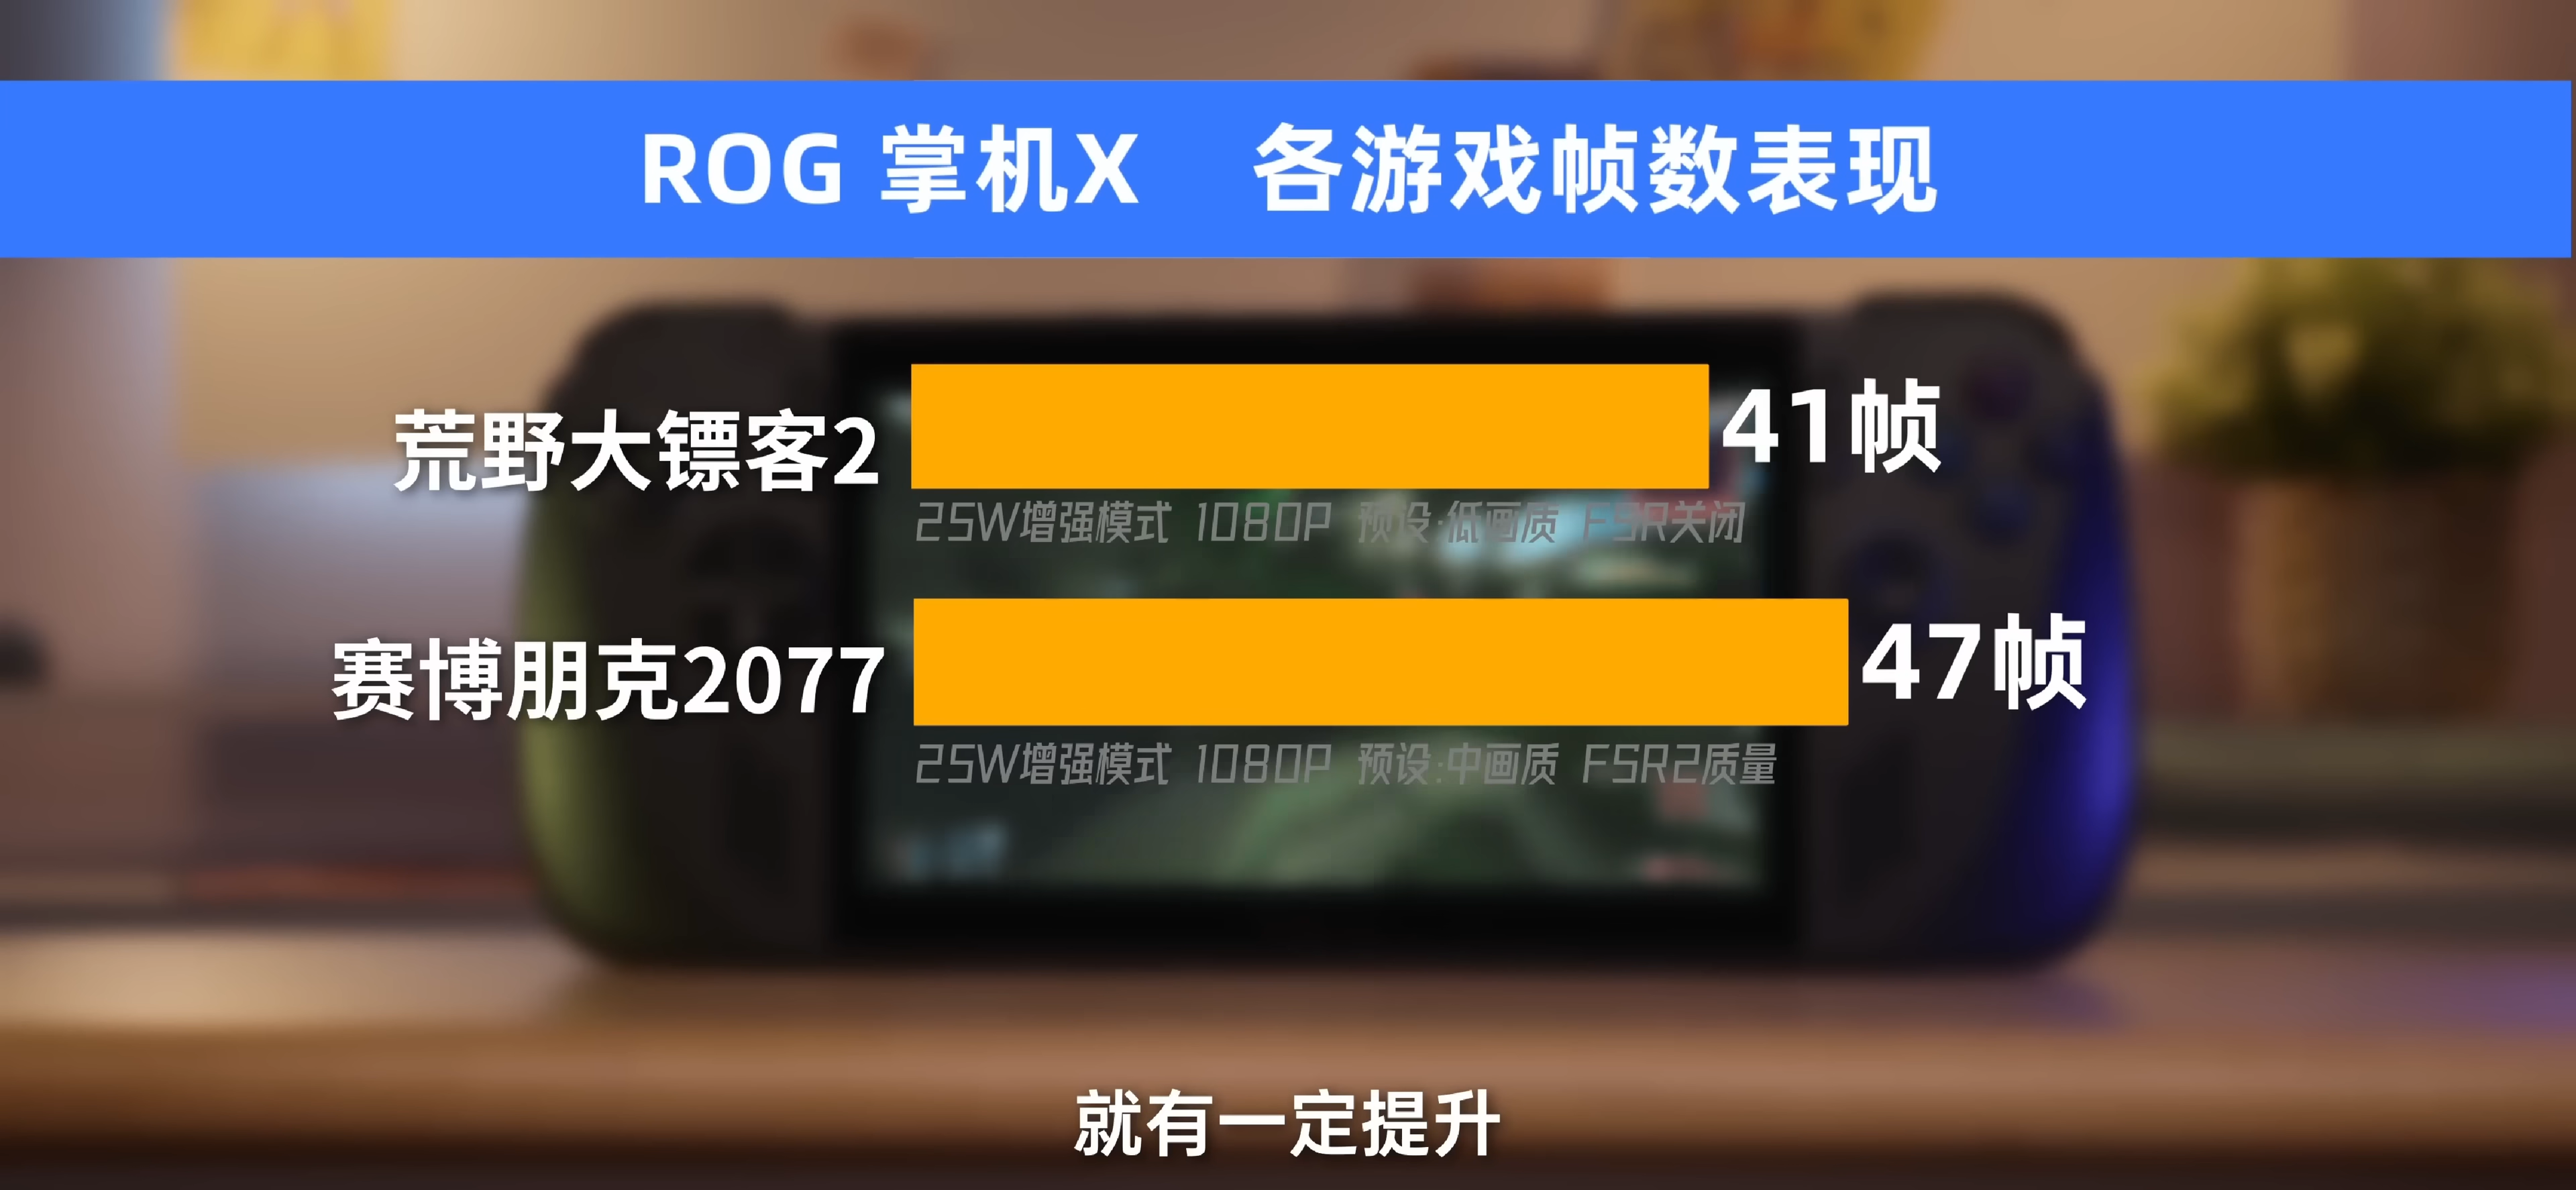 ROG 掌机X 各游戏帧数表现
荒野大镖客2 41帧
25W增强模式 1080P 预设:低画质 FSR关闭
赛博朋克2077 47帧
25W增强模式 1080P 预设:中画质 FSR2质量
就有一定提升